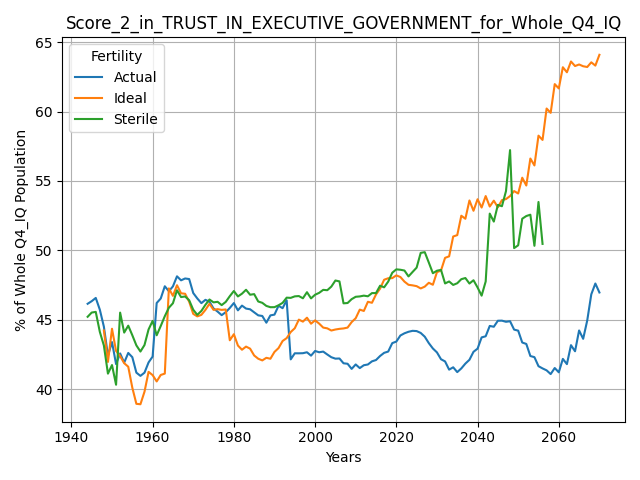 Score_2_in_TRUST_IN_EXECUTIVE_GOVERNMENT_for_Whole_Q4_IQ
Fertility
Actual
Ideal
Sterile
% of Whole Q4_IQ Population
65
60
55
50
45
40
1940
1960
1980
2000
2020
2040
2060
Years